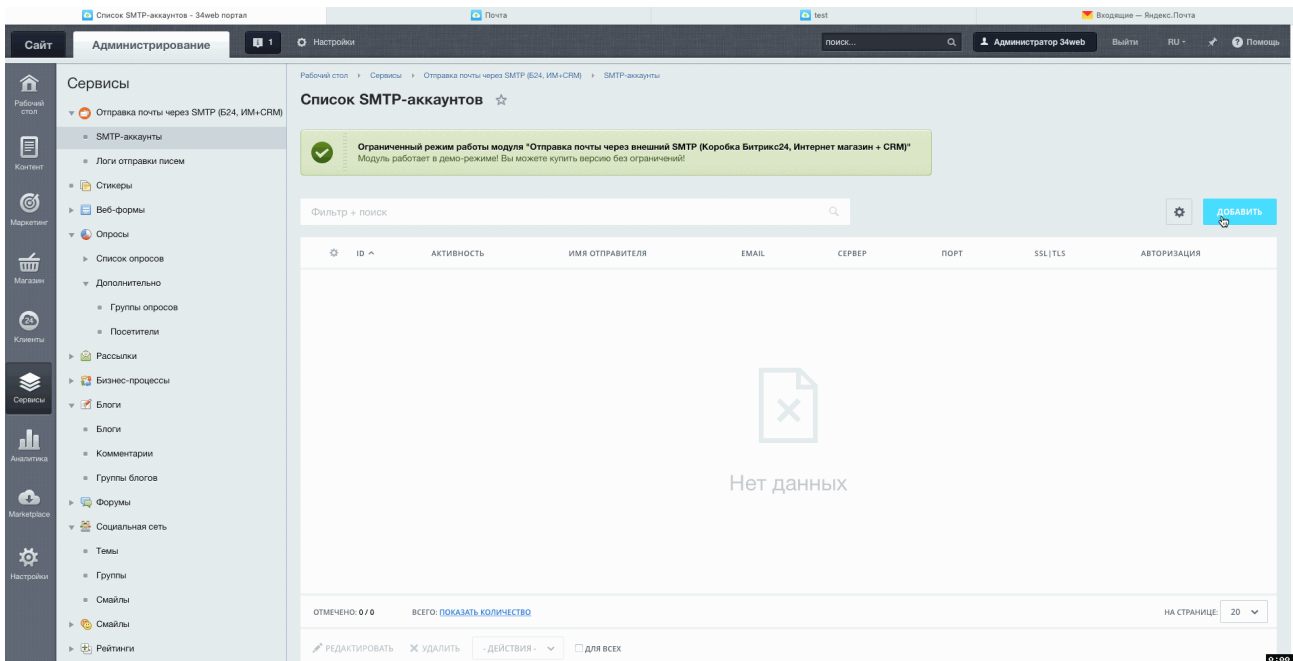 Список SMTP-аккаунтов - 34web портал
Почта
test
Входящие — Яндекс.Почта
Сайт
Администрирование
1
Настройки
поиск...
Администратор 34web
Выйти
RU
Помощь
Рабочий стол
Контент
Маркетинг
Магазин
24
Клиенты
Сервисы
Аналитика
Marketplace
Настройки
Сервисы
Отправка почты через SMTP (Б24, ИМ+CRM)
SMTP-аккаунты
Логи отправки писем
Стикеры
Веб-формы
Опросы
Список опросов
Дополнительно
Группы опросов
Посетители
Рассылки
Бизнес-процессы
Блоги
Блоги
Комментарии
Группы блогов
Форумы
Социальная сеть
Темы
Группы
Смайлы
Смайлы
Рейтинги
Рабочий стол Сервисы Отправка почты через SMTP (Б24, ИМ+CRM) SMTP-аккаунты
Список SMTP-аккаунтов
Ограниченный режим работы модуля "Отправка почты через внешний SMTP (Коробка Битрикс24, Интернет магазин + CRM)"
Модуль работает в демо-режиме! Вы можете купить версию без ограничений!
Фильтр + поиск
ДОБАВИТЬ
ID АКТИВНОСТЬ ИМЯ ОТПРАВИТЕЛЯ EMAIL СЕРВЕР ПОРТ SSL|TLS АВТОРИЗАЦИЯ
Нет данных
ОТМЕЧЕНО: 0 / 0 ВСЕГО: ПОКАЗАТЬ КОЛИЧЕСТВО НА СТРАНИЦЕ: 20
РЕДАКТИРОВАТЬ УДАЛИТЬ - ДЕЙСТВИЯ - ДЛЯ ВСЕХ